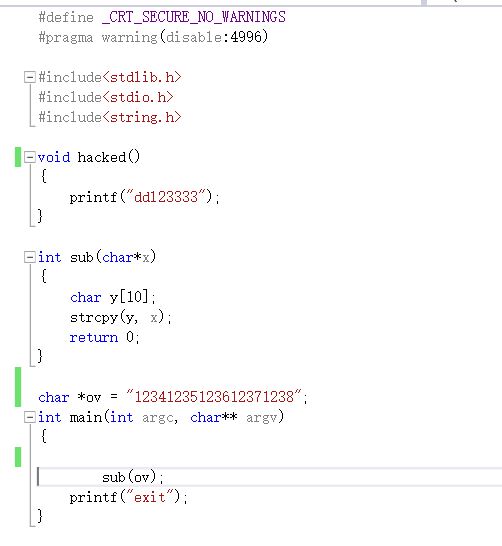 #define _CRT_SECURE_NO_WARNINGS
#pragma warning(disable:4996)
#include<stdlib.h>
#include<stdio.h>
#include<string.h>
void hacked()
{
printf("dd123333");
}
int sub(char*x)
{
char y[10];
strcpy(y, x);
return 0;
}
char *ov = "12341235123612371238";
int main(int argc, char** argv)
{
sub(ov);
printf("exit");
}